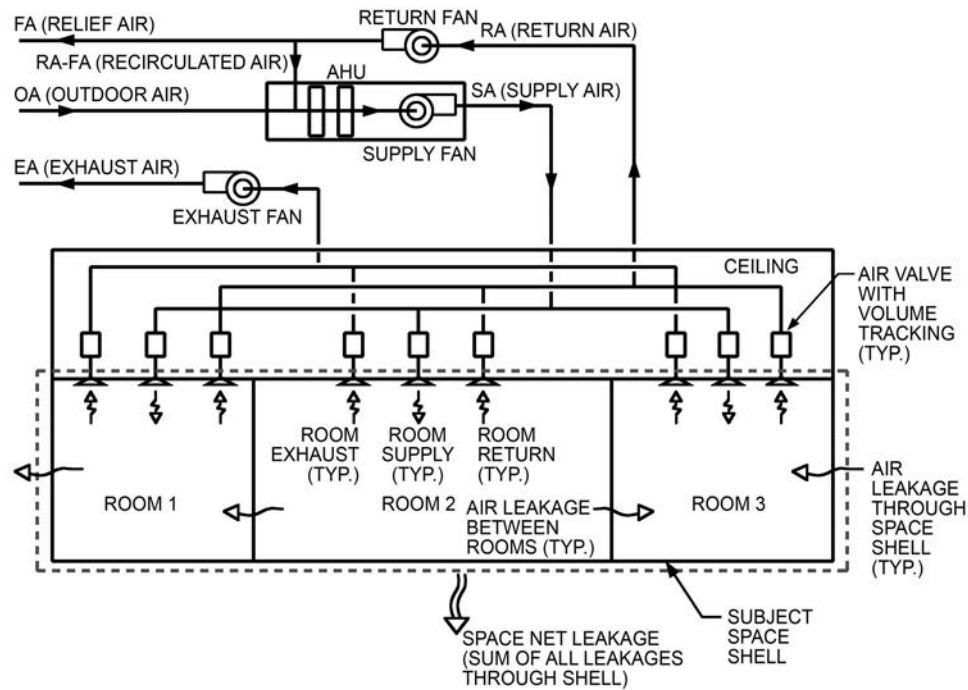 FA (RELIEF AIR)
RETURN FAN
RA (RETURN AIR)
RA-FA (RECIRCULATED AIR)
AHU
OA (OUTDOOR AIR)
SA (SUPPLY AIR)
SUPPLY FAN
EA (EXHAUST AIR)
EXHAUST FAN
CEILING
AIR VALVE
WITH
VOLUME
TRACKING
(TYP.)
ROOM
EXHAUST
(TYP.)
ROOM
SUPPLY
(TYP.)
ROOM
RETURN
(TYP.)
ROOM 1
ROOM 2
AIR LEAKAGE
BETWEEN
ROOMS (TYP.)
ROOM 3
AIR
LEAKAGE
THROUGH
SPACE
SHELL
(TYP.)
SPACE NET LEAKAGE
(SUM OF ALL LEAKAGES
THROUGH SHELL)
SUBJECT
SPACE
SHELL